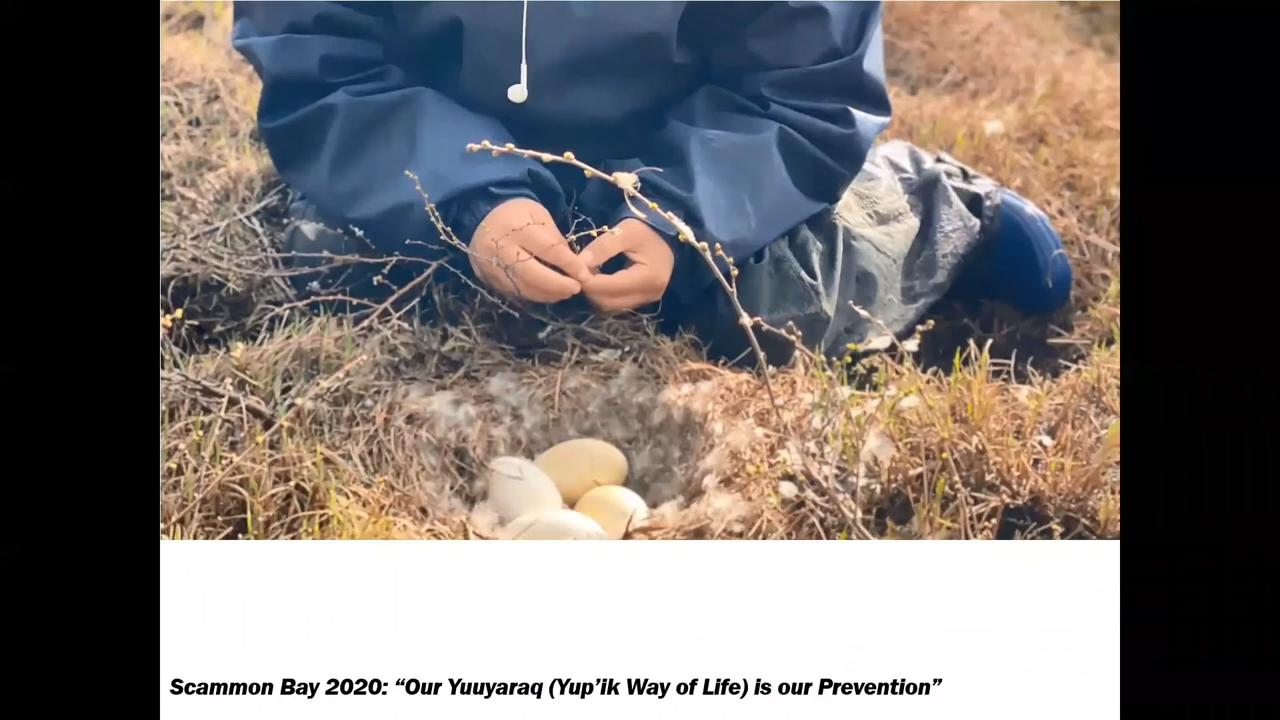 Scammon Bay 2020: “Our Yuuyaraq (Yup’ik Way of Life) is our Prevention”